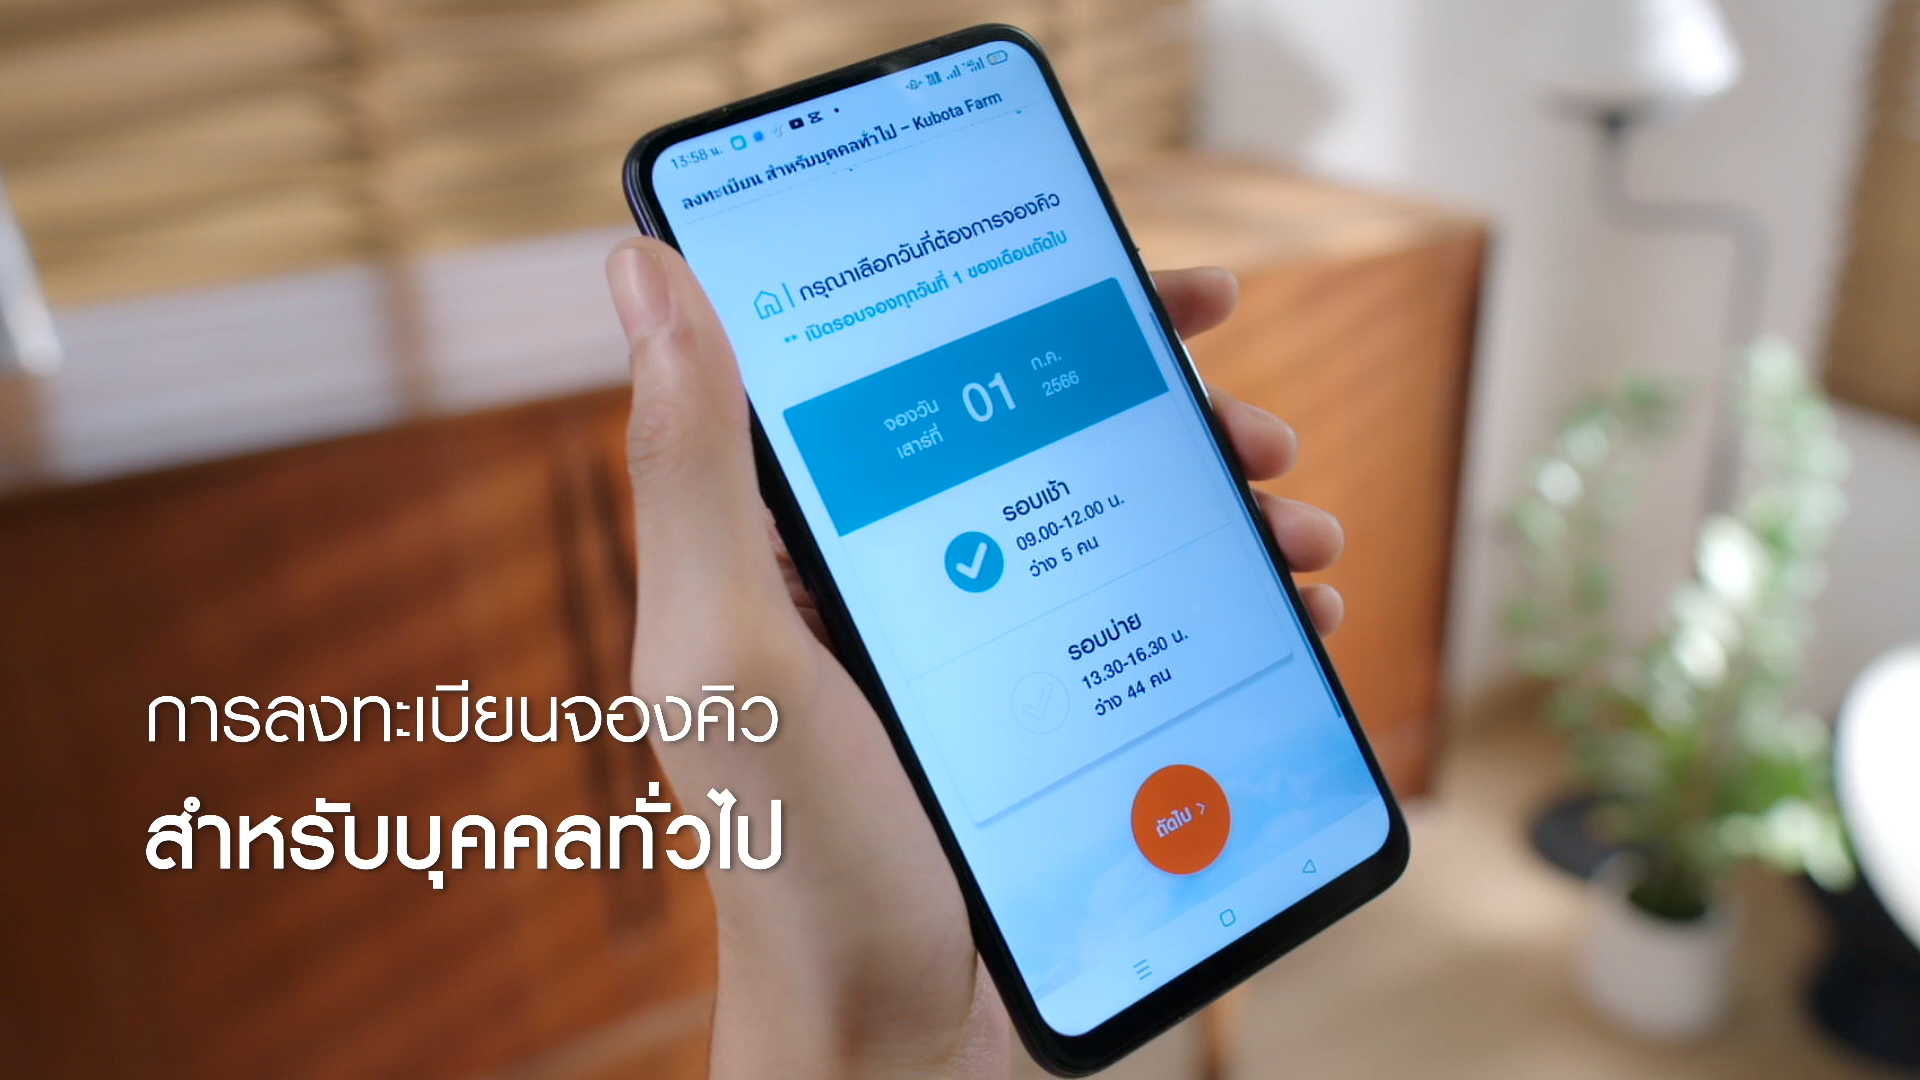 13:58 น.
ลงทะเบียน สำหรับบุคคลทั่วไป – Kubota Farm
กรุณาเลือกวันที่ต้องการจองคิว
** เปิดรอบจองทุกวันที่ 1 ของเดือนถัดไป
จองวัน
เสาร์ที่
01
ก.ค.
2566
รอบเช้า
09.00-12.00 น.
ว่าง 5 คน
รอบบ่าย
13.30-16.30 น.
ว่าง 44 คน
ถัดไป >
การลงทะเบียนจองคิว
สำหรับบุคคลทั่วไป